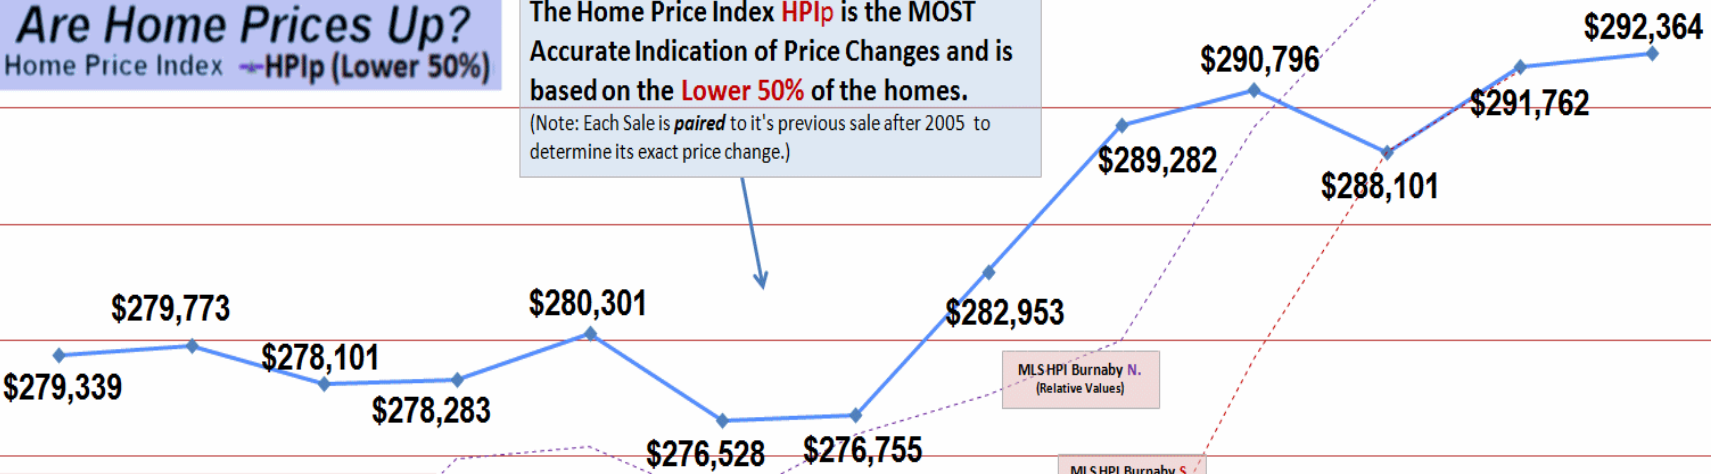 Are Home Prices Up?
Home Price Index HPIp (Lower 50%)
The Home Price Index HPIp is the MOST
Accurate Indication of Price Changes and is
based on the Lower 50% of the homes.
(Note: Each Sale is paired to it's previous sale after 2005 to
determine its exact price change.)
$279,339
$279,773
$278,101
$278,283
$280,301
$276,528
$276,755
$282,953
$289,282
$290,796
$288,101
$291,762
$292,364
MLS-HPI Burnaby N.
(Relative Values)
MLS HPI Burnaby S